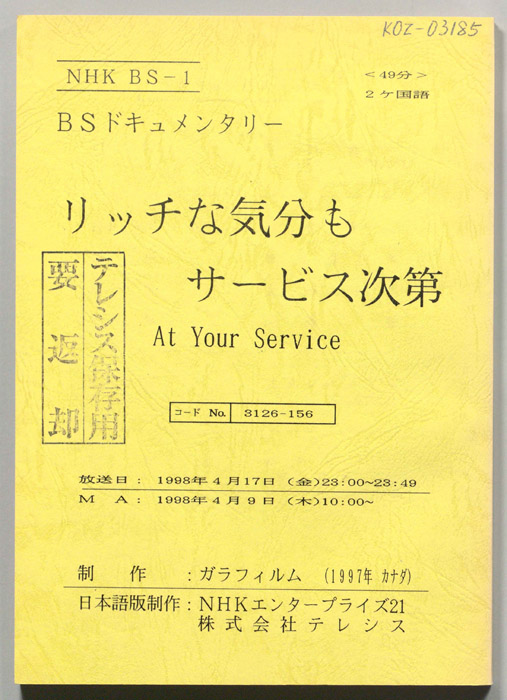 KOZ-03185
NHK BS-1
<49分>
2ケ国語
BSドキュメンタリー
リッチな気分も
サービス次第
At Your Service
テレシス保存用
要返却
コード No. 3126-156
放送日: 1998年4月17日(金)23:00~23:49
MA: 1998年4月9日(木)10:00~
制作:ガラフィルム (1997年 カナダ)
日本語版制作:NHKエンタープライズ21
株式会社テレシス